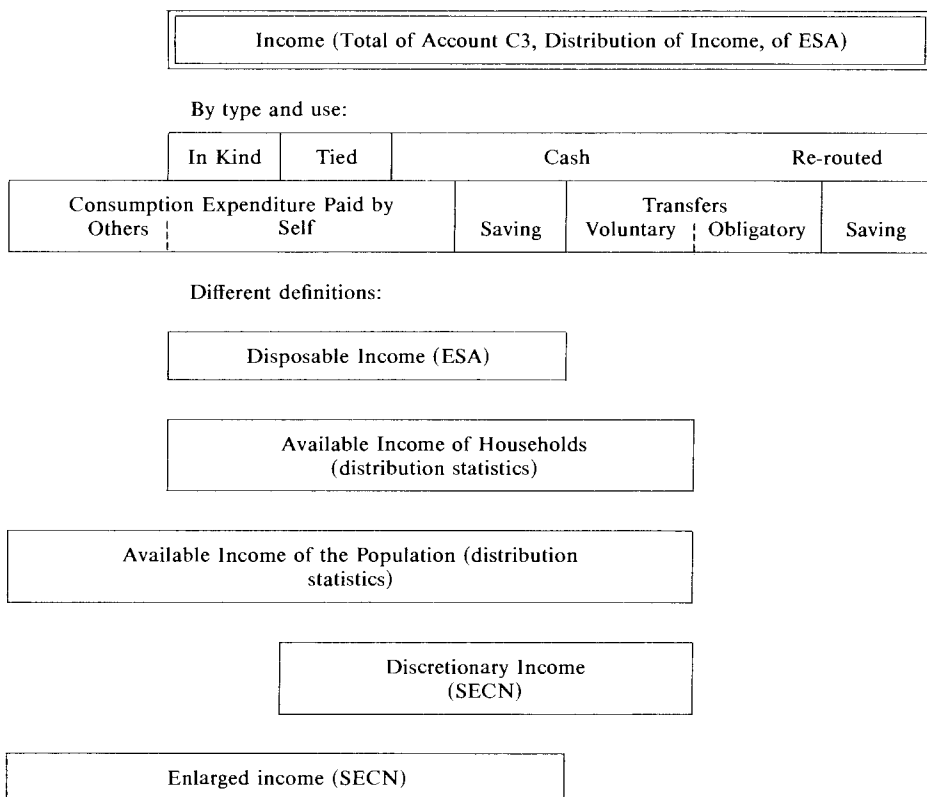 Income (Total of Account C3, Distribution of Income, of ESA)
By type and use:
In Kind Tied Cash Re-routed
Consumption Expenditure Paid by Transfers
Others Self Saving Voluntary Obligatory Saving
Different definitions:
Disposable Income (ESA)
Available Income of Households
(distribution statistics)
Available Income of the Population (distribution
statistics)
Discretionary Income
(SECN)
Enlarged income (SECN)